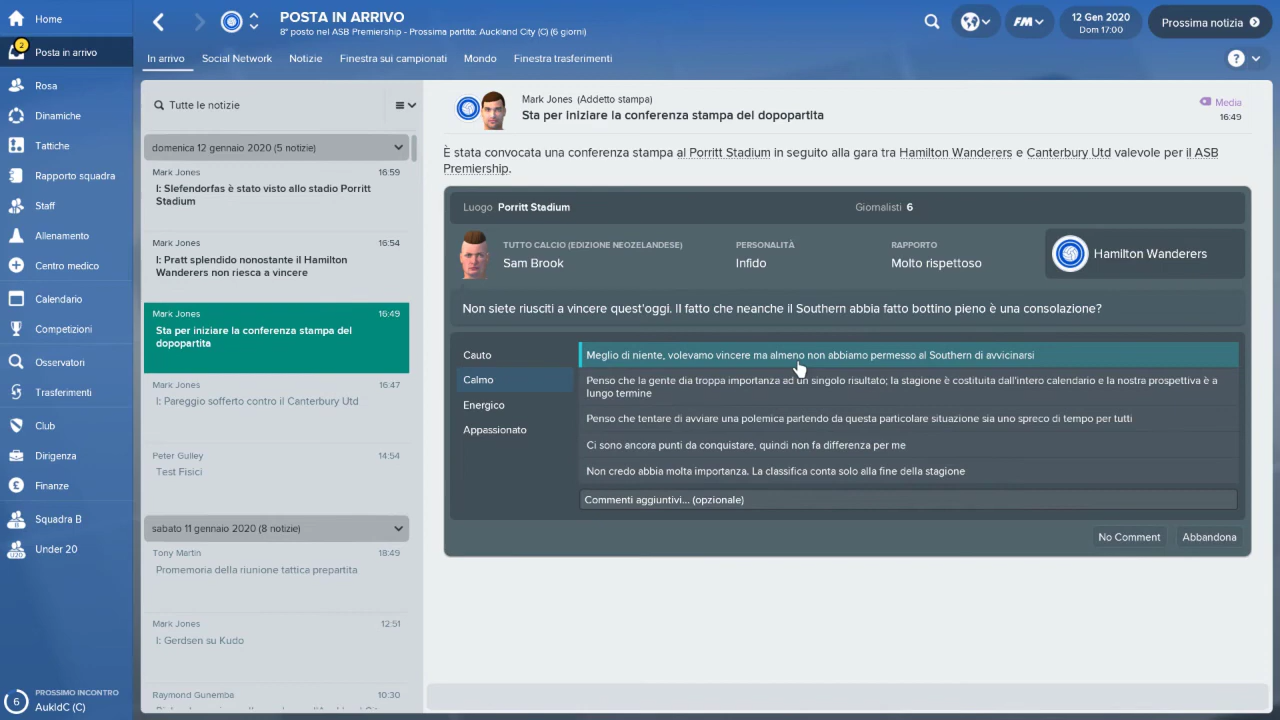 Home
POSTA IN ARRIVO
8° posto nel ASB Premiership - Prossima partita: Auckland City (C) (6 giorni)
FM
12 Gen 2020
Dom 17:00
Prossima notizia
2
Posta in arrivo
Rosa
Dinamiche
Tattiche
Rapporto squadra
Staff
Allenamento
Centro medico
Calendario
Competizioni
Osservatori
Trasferimenti
Club
Dirigenza
Finanze
Squadra B
Under 20
6
PROSSIMO INCONTRO
AukldC (C)
In arrivo
Social Network
Notizie
Finestra sui campionati
Mondo
Finestra trasferimenti
?
Tutte le notizie
domenica 12 gennaio 2020 (5 notizie)
Mark Jones 16:59
I: Slefendorfas è stato visto allo stadio Porritt
Stadium
Mark Jones 16:54
I: Pratt splendido nonostante il Hamilton
Wanderers non riesca a vincere
Mark Jones 16:49
Sta per iniziare la conferenza stampa del
dopopartita
Mark Jones 16:47
I: Pareggio sofferto contro il Canterbury Utd
Peter Gulley 14:54
Test Fisici
sabato 11 gennaio 2020 (8 notizie)
Tony Martin 18:49
Promemoria della riunione tattica prepartita
Mark Jones 12:51
I: Gerdsen su Kudo
Raymond Gunemba 10:30
Mark Jones (Addetto stampa)
Sta per iniziare la conferenza stampa del dopopartita
Media
16:49
È stata convocata una conferenza stampa al Porritt Stadium in seguito alla gara tra Hamilton Wanderers e Canterbury Utd valevole per il ASB
Premiership.
Luogo Porritt Stadium
Giornalisti 6
TUTTO CALCIO (EDIZIONE NEOZELANDESE)
Sam Brook
PERSONALITÀ
Infido
RAPPORTO
Molto rispettoso
Hamilton Wanderers
Non siete riusciti a vincere quest'oggi. Il fatto che neanche il Southern abbia fatto bottino pieno è una consolazione?
Cauto
Calmo
Energico
Appassionato
Meglio di niente, volevamo vincere ma almeno non abbiamo permesso al Southern di avvicinarsi
Penso che la gente dia troppa importanza ad un singolo risultato; la stagione è costituita dall'intero calendario e la nostra prospettiva è a
lungo termine
Penso che tentare di avviare una polemica partendo da questa particolare situazione sia uno spreco di tempo per tutti
Ci sono ancora punti da conquistare, quindi non fa differenza per me
Non credo abbia molta importanza. La classifica conta solo alla fine della stagione
Commenti aggiuntivi... (opzionale)
No Comment
Abbandona